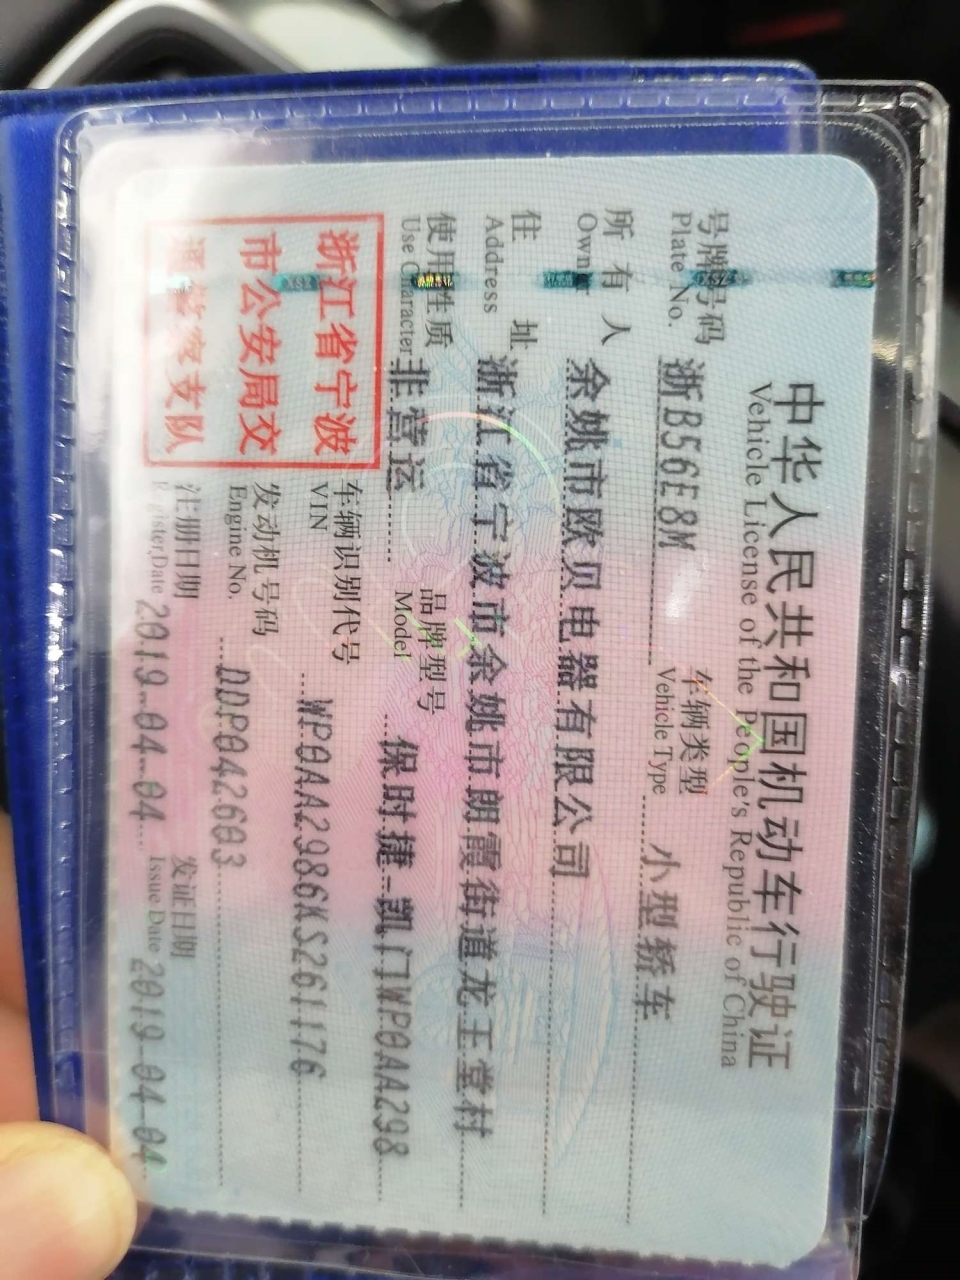 中华人民共和国机动车行驶证
Vehicle License of the People's Republic of China
号牌号码 浙B56E8M 车辆类型 小型轿车
Plate No. Vehicle Type
所有人 余姚市欧贝电器有限公司
Owner
住址 浙江省宁波市余姚市朗霞街道龙王堂村
Address
使用性质 非营运 品牌型号 保时捷-凯门WP0AA298
Use Character Model
浙江省宁波
市公安局交
通警察支队
车辆识别代号
VIN WP0AA2986KS261176
发动机号码
Engine No. DDP042603
注册日期 发证日期
Register Date 2019-04-04 Issue Date 2019-04-04